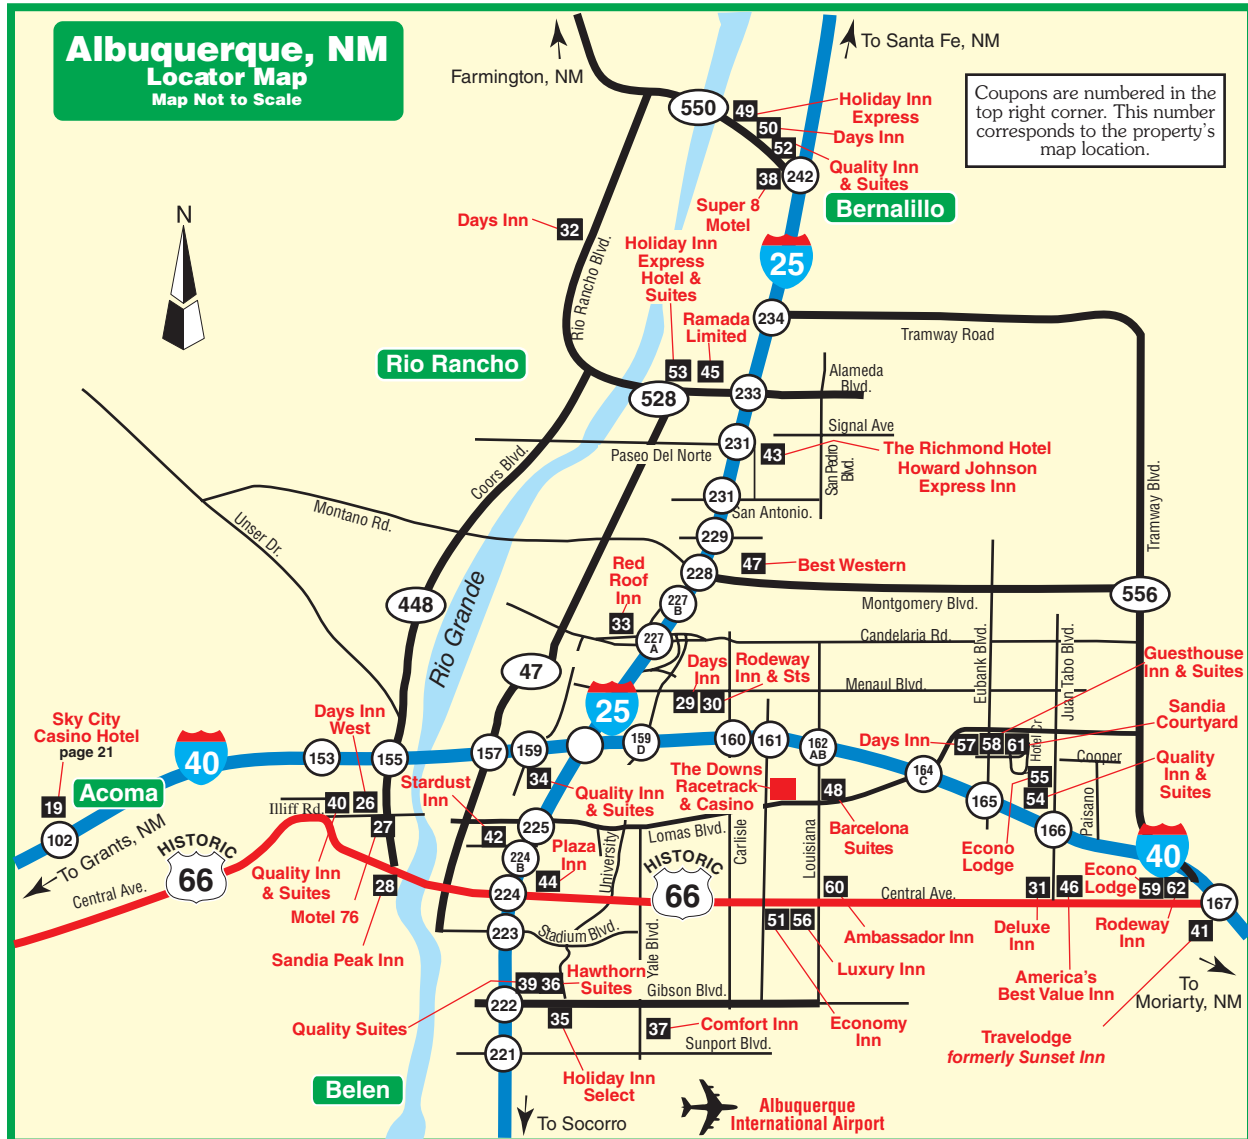 Albuquerque, NM
Locator Map
Map Not to Scale
Farmington, NM
To Santa Fe, NM
Coupons are numbered in the
top right corner. This number
corresponds to the property's
map location.
550
49
Holiday Inn
Express
50
Days Inn
52
Quality Inn
& Suites
38
242
Super 8
Motel
Bernalillo
N
Days Inn
32
Rio Rancho Blvd.
25
Holiday Inn
Express
Hotel &
Suites
Ramada
Limited
234
Tramway Road
Rio Rancho
53
45
528
233
Alameda
Blvd.
Signal Ave
231
Paseo Del Norte
43
San Pedro
Blvd.
The Richmond Hotel
Howard Johnson
Express Inn
Coors Blvd.
Tramway Blvd.
231
San Antonio.
Montano Rd.
Unser Dr.
229
228
47
Best Western
Red
Roof
Inn
33
448
Rio Grande
227
B
227
A
Montgomery Blvd.
556
Candelaria Rd.
Eubank Blvd.
Juan Tabo Blvd.
Guesthouse
Inn & Suites
47
Days
Inn
29
Rodeway
Inn & Sts
30
Menaul Blvd.
25
Sky City
Casino Hotel
page 21
Days Inn
West
Sandia
Courtyard
40
153
155
157
159
159
D
160
161
162
AB
Days Inn
57
58
61
Hotel Cr
Cooper
Quality
Inn &
Suites
19
Acoma
102
Illiff Rd.
40
26
27
Stardust
Inn
34
Quality Inn
& Suites
The Downs
Racetrack
& Casino
48
164
C
55
54
165
166
Paisano
To Grants, NM
HISTORIC
66
Central Ave.
Quality Inn
& Suites
Motel 76
28
Sandia Peak Inn
42
225
224
B
Plaza
Inn
44
University
Lomas Blvd.
Carlisle
Louisiana
Barcelona
Suites
Econo
Lodge
40
Econo
Lodge
59
62
HISTORIC
66
224
60
Central Ave.
31
46
167
223
Stadium Blvd.
Yale Blvd.
51
56
Ambassador Inn
Luxury Inn
Deluxe
Inn
Rodeway
Inn
41
America's
Best Value Inn
To
Moriarty, NM
39
36
Hawthorn
Suites
222
Gibson Blvd.
Quality Suites
35
37
Comfort Inn
Economy
Inn
Travelodge
formerly Sunset Inn
Sunport Blvd.
221
Belen
Holiday Inn
Select
To Socorro
Albuquerque
International Airport